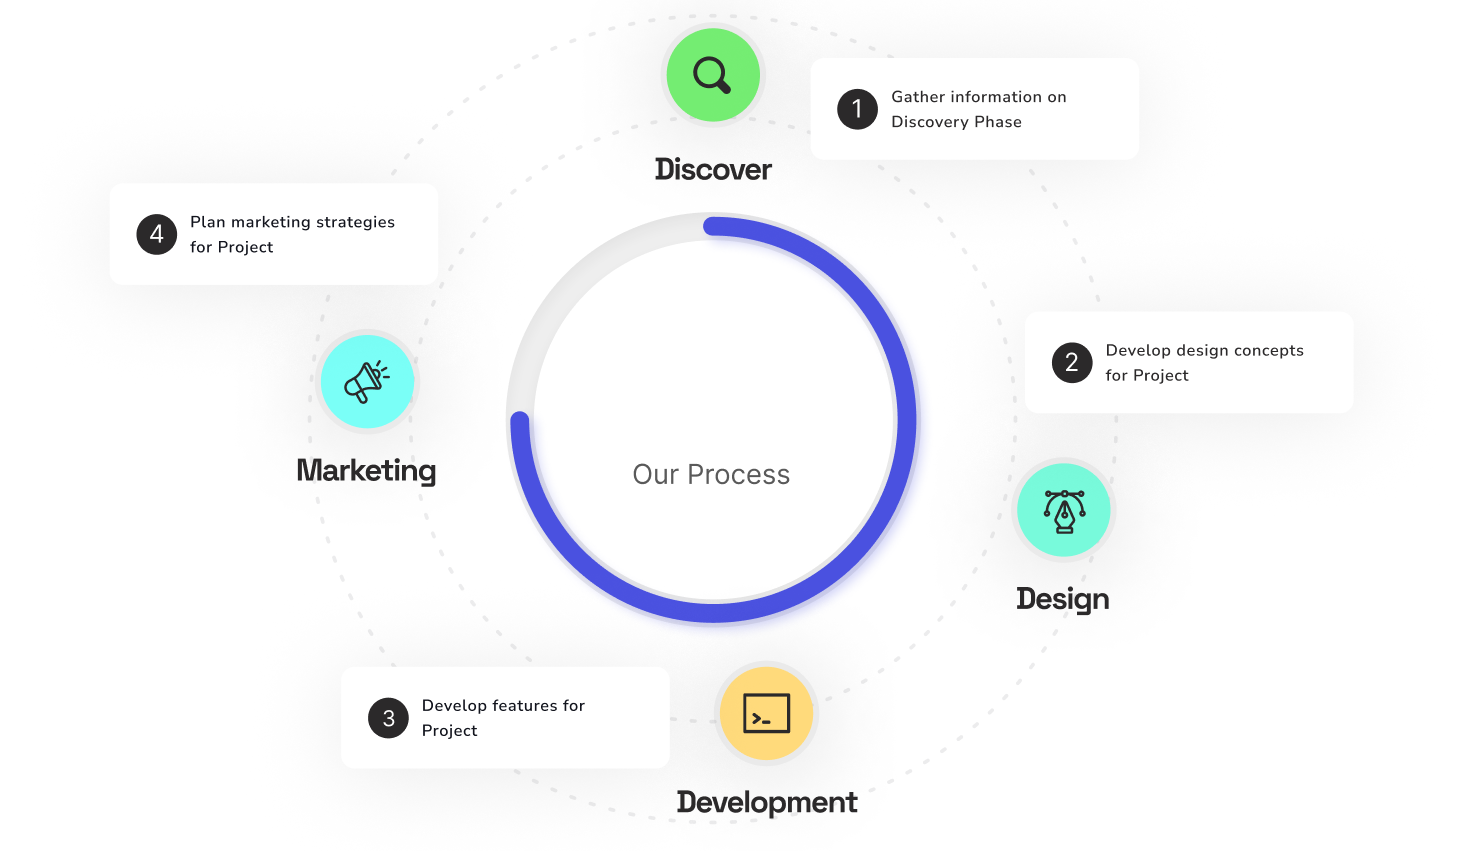 Discover
1
Gather information on
Discovery Phase
4
Plan marketing strategies
for Project
Marketing
2
Develop design concepts
for Project
Design
Our Process
3
Develop features for
Project
Development